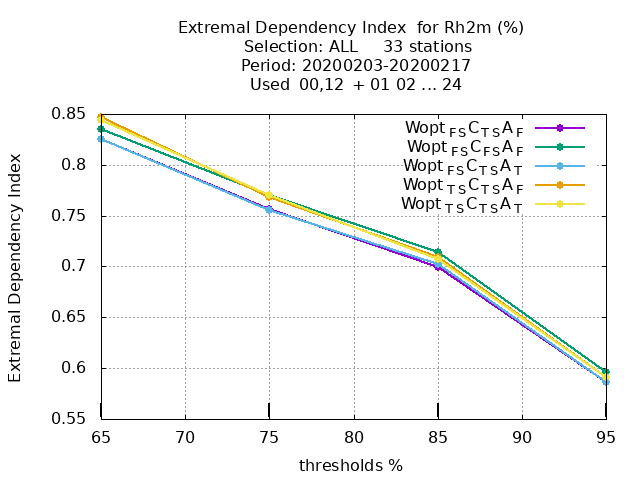 Extremal Dependency Index for Rh2m (%)
Selection: ALL 33 stations
Period: 20200203-20200217
Used 00,12 + 01 02 ... 24
Extremal Dependency Index
0.85
0.8
0.75
0.7
0.65
0.6
0.55
Wopt FS C TS A F
Wopt FS C FS A F
Wopt FS C TS A T
Wopt TS C TS A F
Wopt TS C TS A T
65 70 75 80 85 90 95
thresholds %